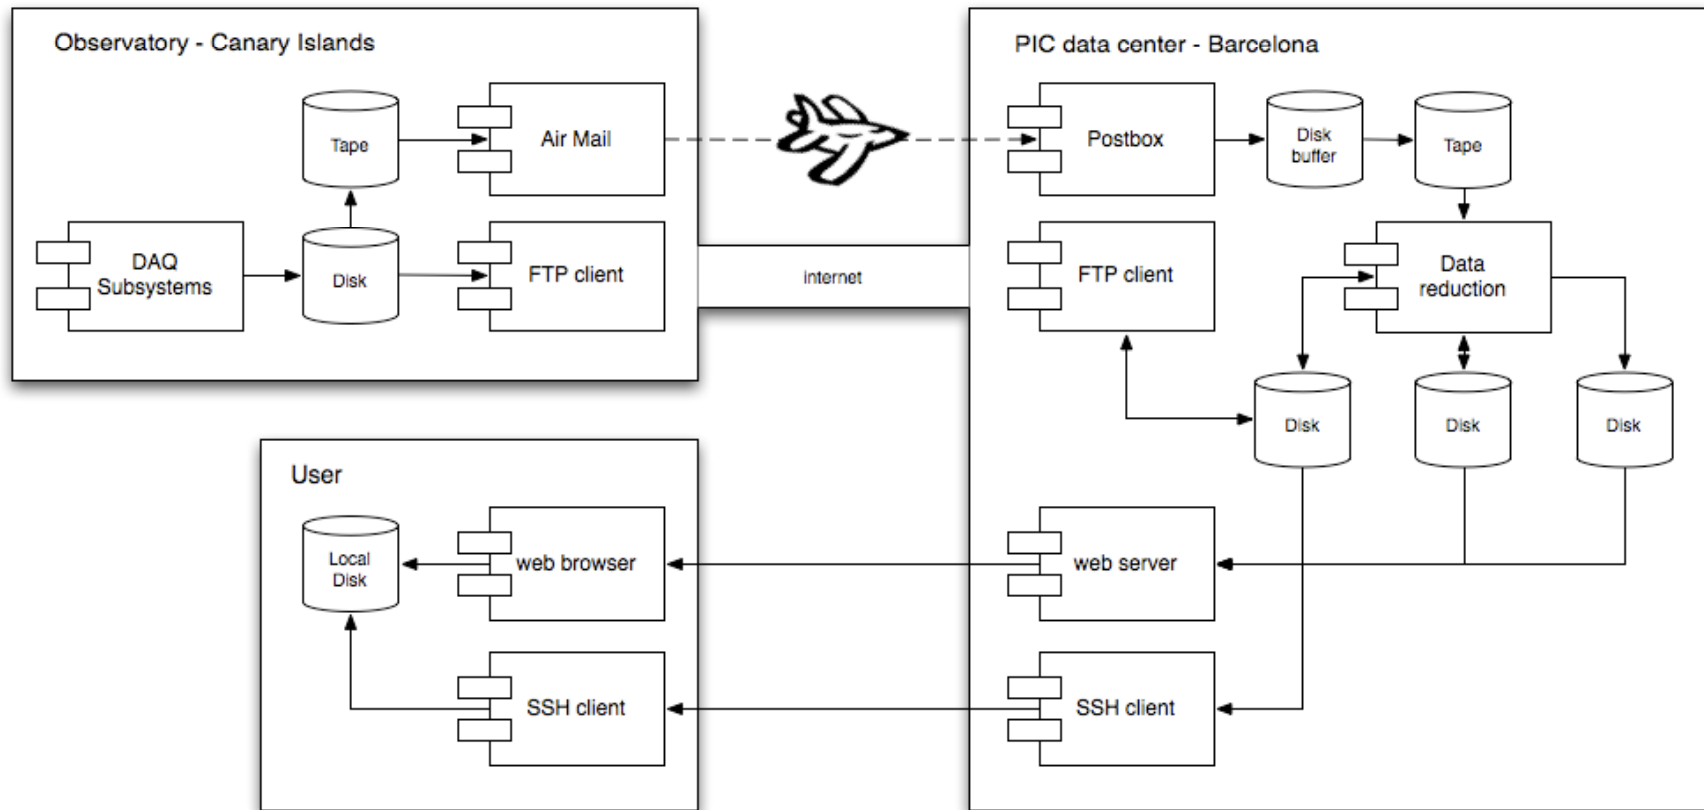 Observatory - Canary Islands
Tape
Air Mail
DAQ
Subsystems
Disk
FTP client
internet
PIC data center - Barcelona
Postbox
Disk
buffer
Tape
FTP client
Data
reduction
Disk
Disk
Disk
web server
SSH client
User
Local
Disk
web browser
SSH client